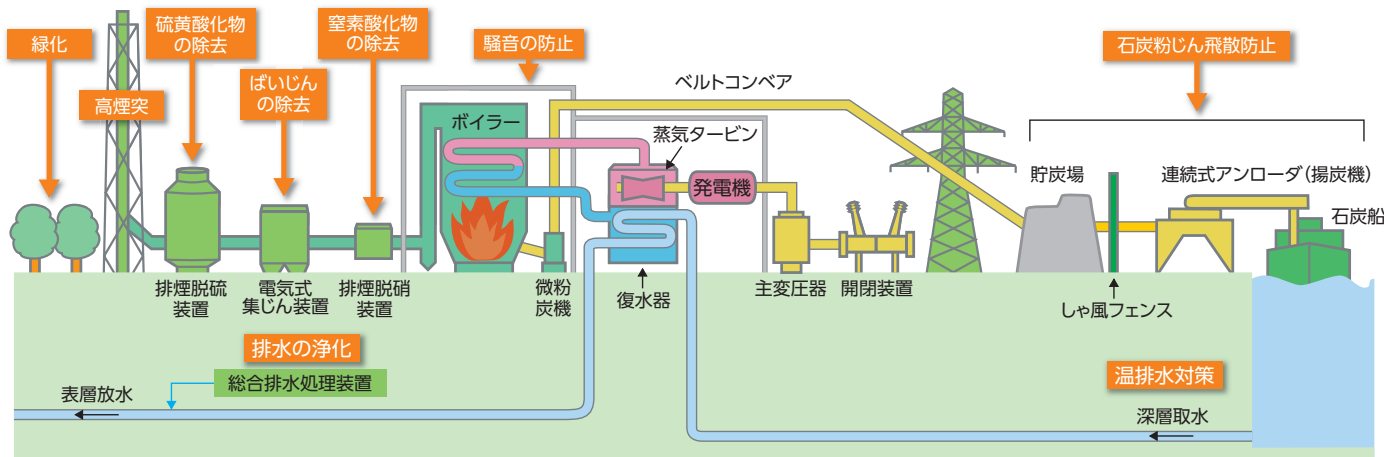 緑化
高煙突
硫黄酸化物
の除去
ばいじん
の除去
窒素酸化物
の除去
騒音の防止
石炭粉じん飛散防止
ベルトコンベア
ボイラー
蒸気タービン
発電機
貯炭場
連続式アンローダ（揚炭機）
石炭船
排煙脱硫
装置
電気式
集じん装置
排煙脱硝
装置
微粉
炭機
復水器
主変圧器
開閉装置
しゃ風フェンス
排水の浄化
総合排水処理装置
表層放水
温排水対策
深層取水